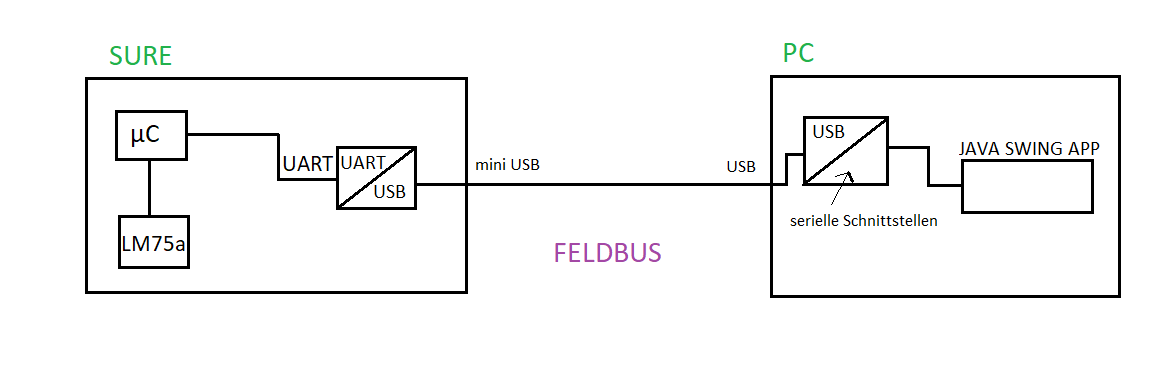 SURE
PC
µC
UART
UART
USB
LM75a
mini USB
USB
FELDBUS
USB
serielle Schnittstellen
JAVA SWING APP